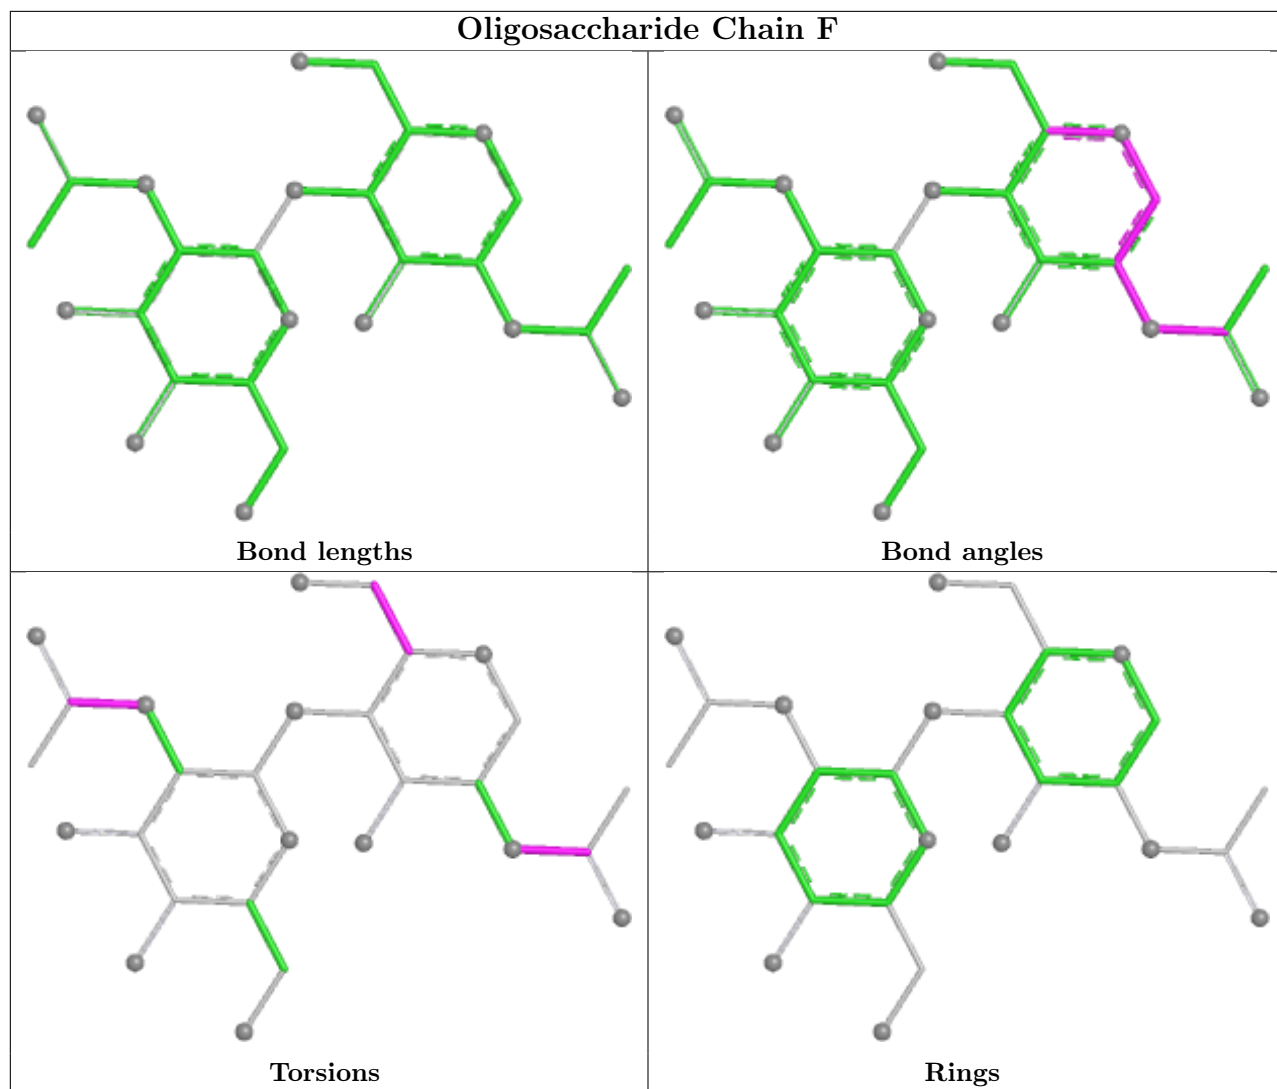 Oligosaccharide Chain F
Bond lengths
Bond angles
Torsions
Rings